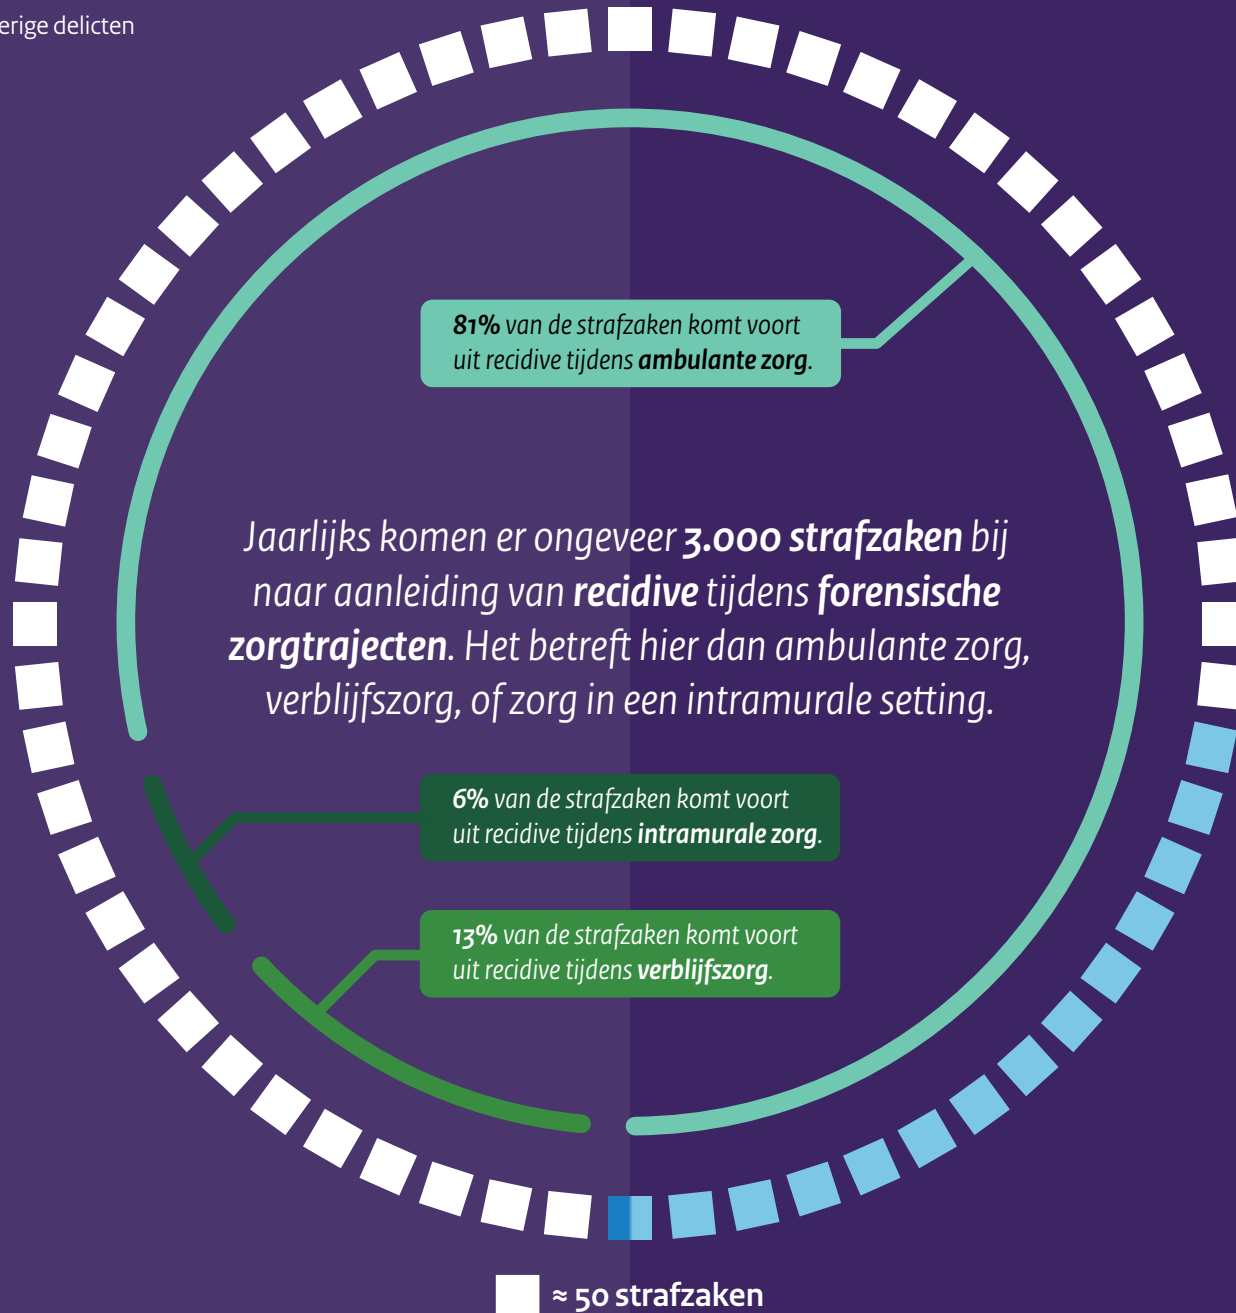 delicten
81% van de strafzaken komt voort
uit recidive tijdens ambulante zorg.
Jaarlijks komen er ongeveer 3.000 strafzaken bij
naar aanleiding van recidive tijdens forensische
zorgtrajecten. Het betreft hier dan ambulante zorg,
verblijfszorg, of zorg in een intramurale setting.
6% van de strafzaken komt voort
uit recidive tijdens intramurale zorg.
13% van de strafzaken komt voort
uit recidive tijdens verblijfszorg.
≈ 50 strafzaken